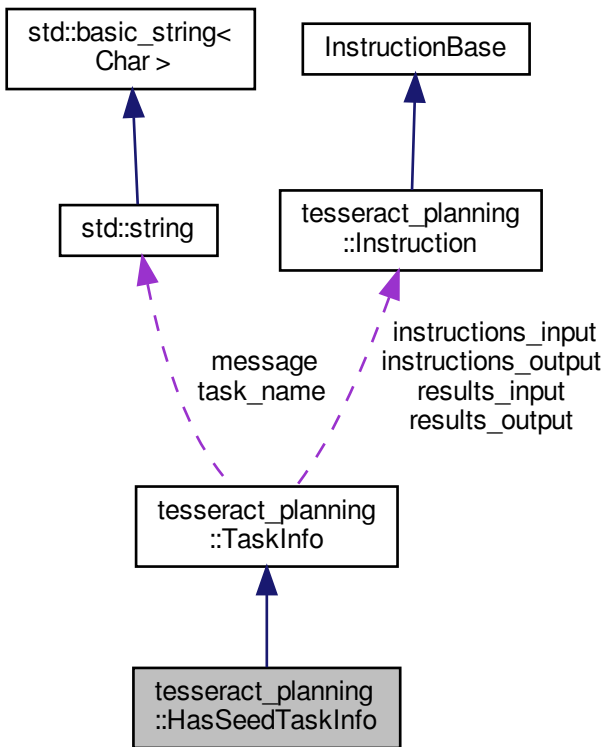 std::basic_string<
Char >
InstructionBase
std::string
tesseract_planning
::Instruction
message
task_name
instructions_input
instructions_output
results_input
results_output
tesseract_planning
::TaskInfo
tesseract_planning
::HasSeedTaskInfo